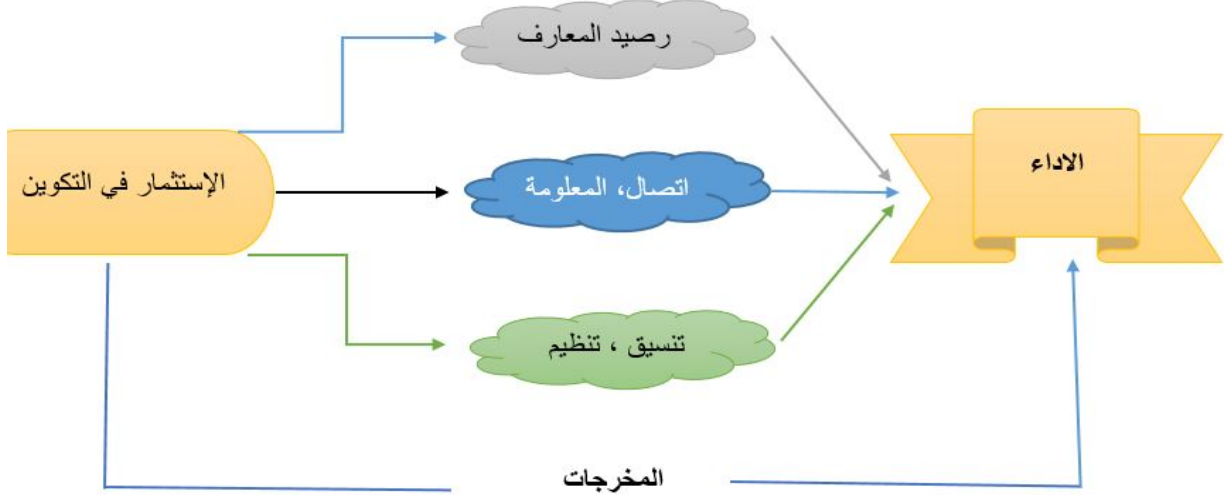 رصيد المعارف
الإستثمار في التكوين
اتصال، المعلومة
الاداء
تنسيق ، تنظيم
المخرجات